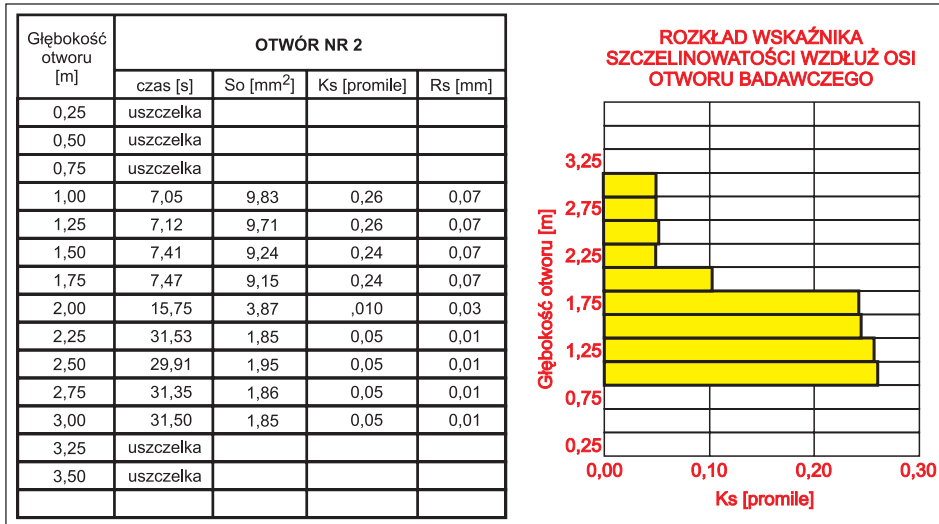 Głębokość otworu [m] OTWÓR NR 2
czas [s] So [mm²] Ks [promile] Rs [mm]
0,25 uszczelka
0,50 uszczelka
0,75 uszczelka
1,00 7,05 9,83 0,26 0,07
1,25 7,12 9,71 0,26 0,07
1,50 7,41 9,24 0,24 0,07
1,75 7,47 9,15 0,24 0,07
2,00 15,75 3,87 ,010 0,03
2,25 31,53 1,85 0,05 0,01
2,50 29,91 1,95 0,05 0,01
2,75 31,35 1,86 0,05 0,01
3,00 31,50 1,85 0,05 0,01
3,25 uszczelka
3,50 uszczelka
ROZKŁAD WSKAŹNIKA
SZCZELINOWATOŚCI WZDŁUŻ OSI
OTWORU BADAWCZEGO
Głębokość otworu [m]
3,25
2,75
2,25
1,75
1,25
0,75
0,25
0,00 0,10 0,20 0,30
Ks [promile]